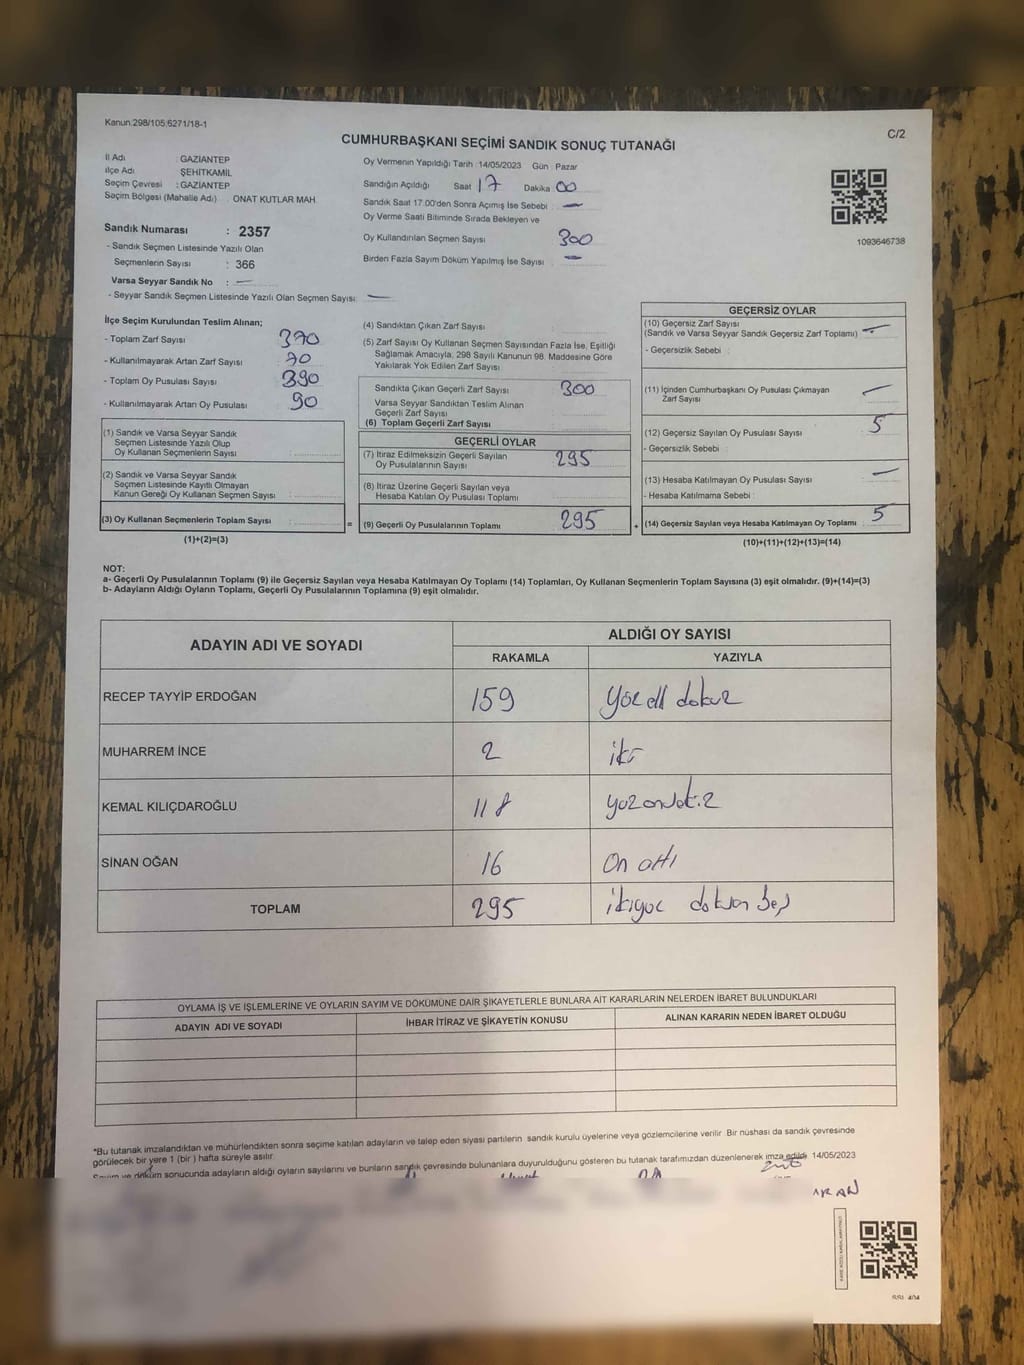 Kanun:298/105;6271/18-1
C/2
CUMHURBAŞKANI SEÇİMİ SANDIK SONUÇ TUTANAĞI
İl Adı : GAZIANTEP
İlçe Adı ŞEHİTKAMİL
Seçim Çevresi : GAZIANTEP
Seçim Bölgesi (Mahalle Adı) ONAT KUTLAR MAH.
Sandık Numarası : 2357
- Sandık Seçmen Listesinde Yazılı Olan
Seçmenlerin Sayısı : 366
Varsa Seyyar Sandık No : —
- Seyyar Sandık Seçmen Listesinde Yazılı Olan Seçmen Sayısı: —
Oy Vermenin Yapıldığı Tarih :14/05/2023 Gün : Pazar
Sandığın Açıldığı Saat 17 Dakika 00
Sandık Saat 17.00'den Sonra Açılmış İse Sebebi : —
Oy Verme Saati Bitiminde Sırada Bekleyen ve
Oy Kullandırılan Seçmen Sayısı 300
Birden Fazla Sayım Döküm Yapılmış İse Sayısı : —
1093646738
İlçe Seçim Kurulundan Teslim Alınan;
- Toplam Zarf Sayısı 370
- Kullanılmayarak Artan Zarf Sayısı : 70
- Toplam Oy Pusulası Sayısı 390
- Kullanılmayarak Artan Oy Pusulası 90
(1) Sandık ve Varsa Seyyar Sandık
Seçmen Listesinde Yazılı Olup
Oy Kullanan Seçmenlerin Sayısı
(2) Sandık ve Varsa Seyyar Sandık
Seçmen Listesinde Kayıtlı Olmayan
Kanun Gereği Oy Kullanan Seçmen Sayısı
(3) Oy Kullanan Seçmenlerin Toplam Sayısı
(1)+(2)=(3)
=
(4) Sandıktan Çıkan Zarf Sayısı
(5) Zarf Sayısı Oy Kullanan Seçmen Sayısından Fazla İse, Eşitliği
Sağlamak Amacıyla, 298 Sayılı Kanunun 98. Maddesine Göre
Yakılarak Yok Edilen Zarf Sayısı
Sandıkta Çıkan Geçerli Zarf Sayısı 300
Varsa Seyyar Sandıktan Teslim Alınan
Geçerli Zarf Sayısı
(6) Toplam Geçerli Zarf Sayısı
GEÇERLİ OYLAR
(7) İtiraz Edilmeksizin Geçerli Sayılan
Oy Pusulalarının Sayısı 295
(8) İtiraz Üzerine Geçerli Sayılan veya
Hesaba Katılan Oy Pusulası Toplamı
(9) Geçerli Oy Pusulalarının Toplamı 295
+
GEÇERSİZ OYLAR
(10) Geçersiz Zarf Sayısı
(Sandık ve Varsa Seyyar Sandık Geçersiz Zarf Toplamı) —
- Geçersizlik Sebebi :
(11) İçinden Cumhurbaşkanı Oy Pusulası Çıkmayan —
Zarf Sayısı
(12) Geçersiz Sayılan Oy Pusulası Sayısı 5
- Geçersizlik Sebebi :
(13) Hesaba Katılmayan Oy Pusulası Sayısı —
- Hesaba Katılmama Sebebi :
(14) Geçersiz Sayılan veya Hesaba Katılmayan Oy Toplamı 5
(10)+(11)+(12)+(13)=(14)
NOT:
a- Geçerli Oy Pusulalarının Toplamı (9) ile Geçersiz Sayılan veya Hesaba Katılmayan Oy Toplamı (14) Toplamları, Oy Kullanan Seçmenlerin Toplam Sayısına (3) eşit olmalıdır. (9)+(14)=(3)
b- Adayların Aldığı Oyların Toplamı, Geçerli Oy Pusulalarının Toplamına (9) eşit olmalıdır.
ADAYIN ADI VE SOYADI
ALDIĞI OY SAYISI
RAKAMLA YAZIYLA
RECEP TAYYİP ERDOĞAN 159 yüz elli dokuz
MUHARREM İNCE 2 iki
KEMAL KILIÇDAROĞLU 118 yüzonsekiz
SİNAN OĞAN 16 On altı
TOPLAM 295 ikiyüz doksan beş
OYLAMA İŞ VE İŞLEMLERİNE VE OYLARIN SAYIM VE DÖKÜMÜNE DAİR ŞİKAYETLERLE BUNLARA AİT KARARLARIN NELERDEN İBARET BULUNDUKLARI
ADAYIN ADI VE SOYADI İHBAR İTİRAZ VE ŞİKAYETİN KONUSU ALINAN KARARIN NEDEN İBARET OLDUĞU
*Bu tutanak imzalandıktan ve mühürlendikten sonra seçime katılan adayların ve talep eden siyasi partilerin sandık kurulu üyelerine veya gözlemcilerine verilir. Bir nüshası da sandık çevresinde
görülecek bir yere 1 (bir ) hafta süreyle asılır.
Sayım ve döküm sonucunda adayların aldığı oyların sayılarını ve bunların sandık çevresinde bulunanlara duyurulduğunu gösteren bu tutanak tarafımızdan düzenlenerek imza edildi. 14/05/2023